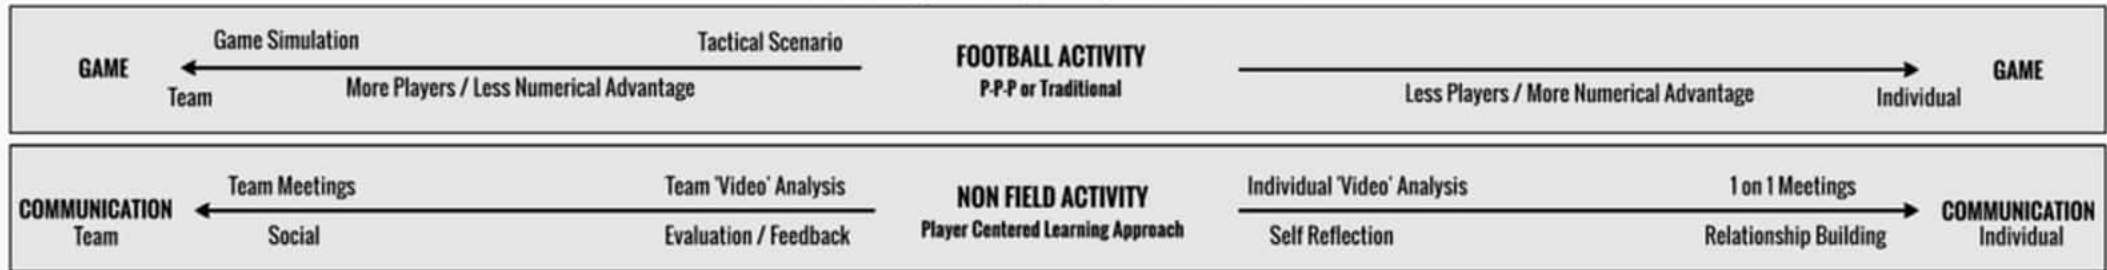 Game Simulation
Tactical Scenario
FOOTBALL ACTIVITY
GAME
GAME
P-P-P or Traditional
Team
More Players / Less Numerical Advantage
Less Players / More Numerical Advantage
Individual
Team Meetings
Team 'Video' Analysis
NON FIELD ACTIVITY
Individual 'Video' Analysis
1 on 1 Meetings
COMMUNICATION
COMMUNICATION
Team
Social
Evaluation / Feedback
Player Centered Learning Approach
Self Reflection
Relationship Building
Individual